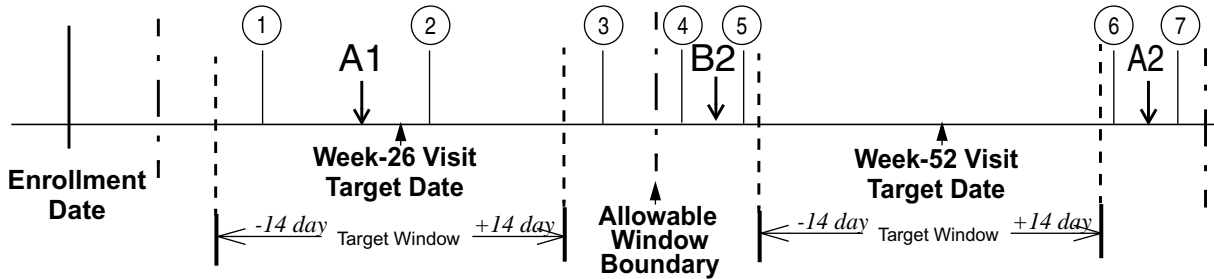 1 2 3 4 5 6 7
A1 B2 A2
Enrollment
Date
Week-26 Visit
Target Date
-14 day Target Window +14 day
Allowable
Window
Boundary
Week-52 Visit
Target Date
-14 day Target Window +14 day